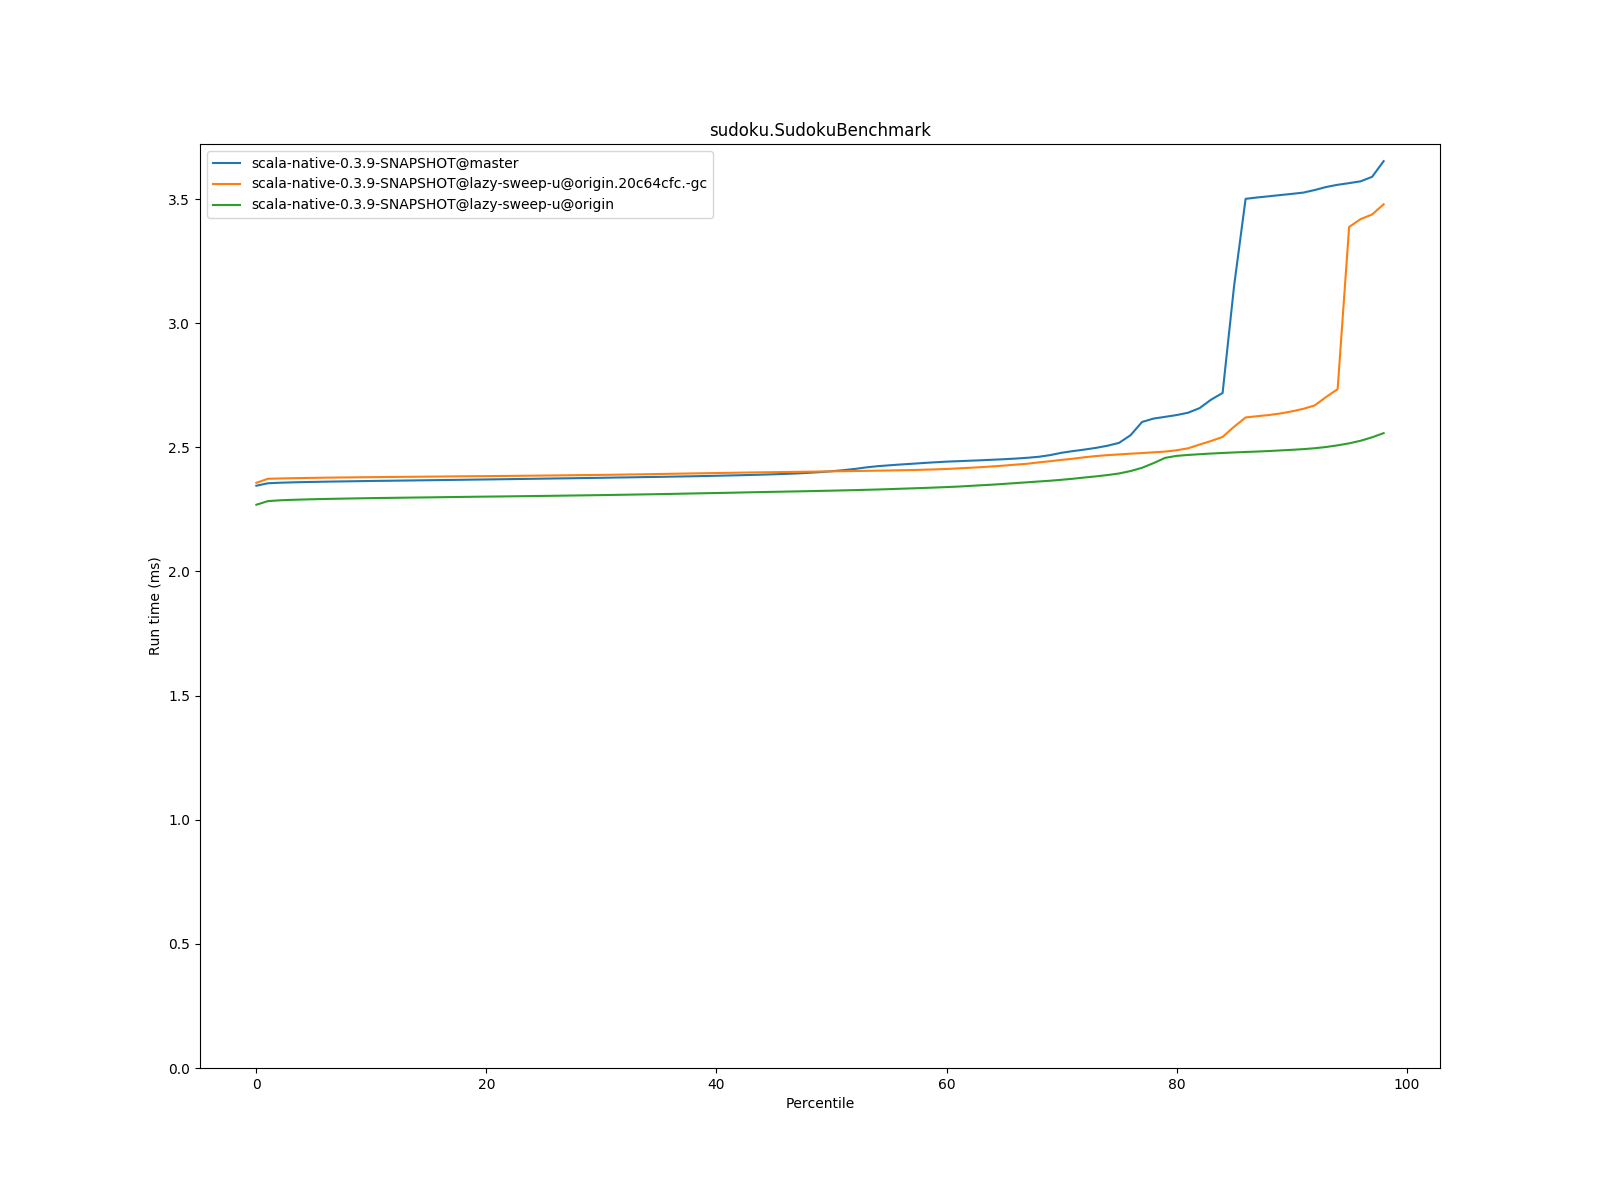 sudoku.SudokuBenchmark
scala-native-0.3.9-SNAPSHOT@master
scala-native-0.3.9-SNAPSHOT@lazy-sweep-u@origin.20c64cfc.-gc
scala-native-0.3.9-SNAPSHOT@lazy-sweep-u@origin
3.5
3.0
2.5
2.0
1.5
1.0
0.5
0.0
Run time (ms)
0 20 40 60 80 100
Percentile